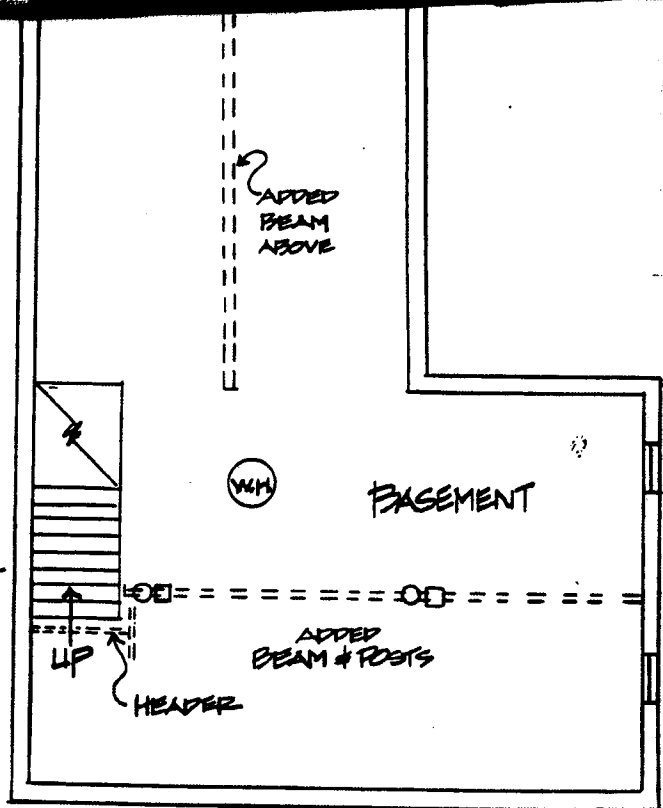 ADDED
BEAM
ABOVE
W.H.
BASEMENT
ADDED
BEAM & POSTS
UP
HEADER